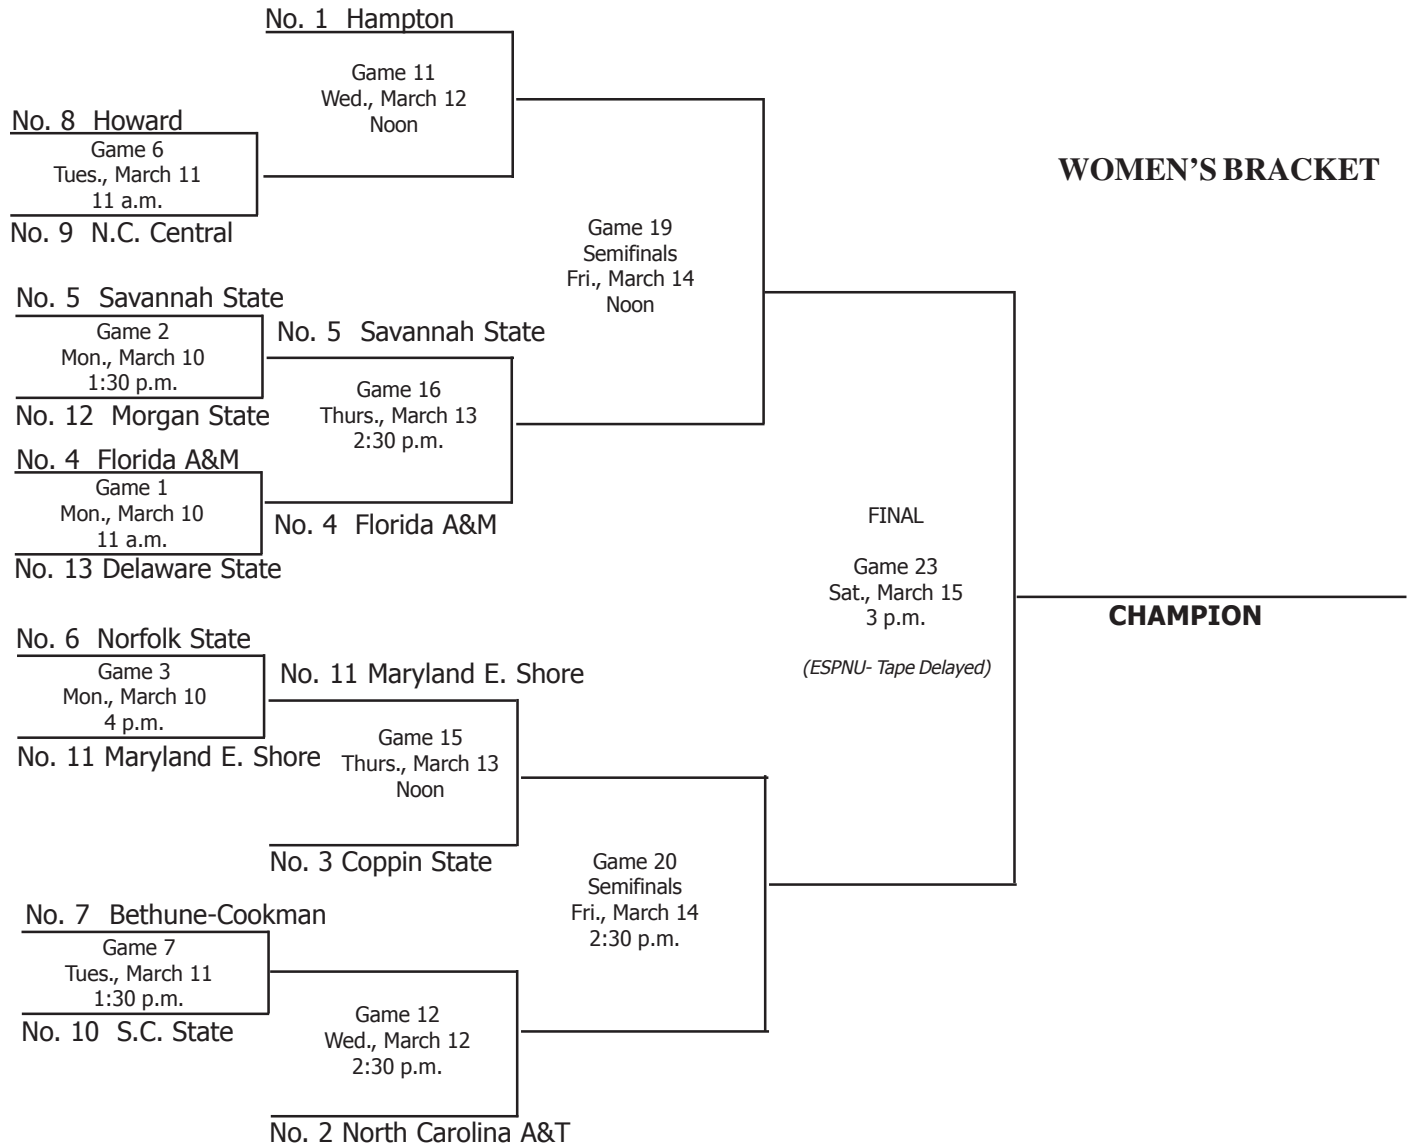 No. 1 Hampton
Game 11
Wed., March 12
Noon
No. 8 Howard
Game 6
Tues., March 11
11 a.m.
No. 9 N.C. Central
WOMEN'S BRACKET
Game 19
Semifinals
Fri., March 14
Noon
No. 5 Savannah State
Game 2
Mon., March 10
1:30 p.m.
No. 12 Morgan State
No. 5 Savannah State
Game 16
Thurs., March 13
2:30 p.m.
No. 4 Florida A&M
Game 1
Mon., March 10
11 a.m.
No. 13 Delaware State
No. 4 Florida A&M
FINAL
Game 23
Sat., March 15
3 p.m.
(ESPNU- Tape Delayed)
CHAMPION
No. 6 Norfolk State
Game 3
Mon., March 10
4 p.m.
No. 11 Maryland E. Shore
No. 11 Maryland E. Shore
Game 15
Thurs., March 13
Noon
No. 3 Coppin State
Game 20
Semifinals
Fri., March 14
2:30 p.m.
No. 7 Bethune-Cookman
Game 7
Tues., March 11
1:30 p.m.
No. 10 S.C. State
Game 12
Wed., March 12
2:30 p.m.
No. 2 North Carolina A&T